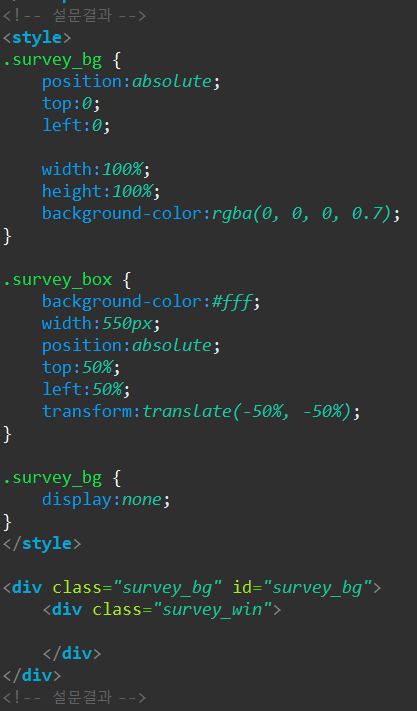 <!-- 설문결과 -->
<style>
.survey_bg {
    position:absolute;
    top:0;
    left:0;

    width:100%;
    height:100%;
    background-color:rgba(0, 0, 0, 0.7);
}

.survey_box {
    background-color:#fff;
    width:550px;
    position:absolute;
    top:50%;
    left:50%;
    transform:translate(-50%, -50%);
}

.survey_bg {
    display:none;
}
</style>

<div class="survey_bg" id="survey_bg">
    <div class="survey_win">

    </div>
</div>
<!-- 설문결과 -->